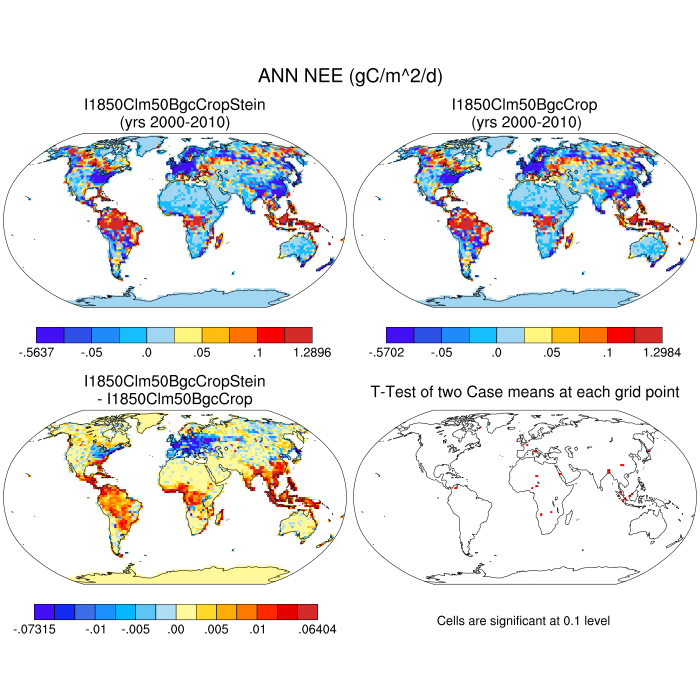 ANN NEE (gC/m^2/d)
I1850Clm50BgcCropStein
(yrs 2000-2010)
I1850Clm50BgcCrop
(yrs 2000-2010)
-.5637 -.05 .0 .05 .1 1.2896
-.5702 -.05 .0 .05 .1 1.2984
I1850Clm50BgcCropStein
- I1850Clm50BgcCrop
T-Test of two Case means at each grid point
-.07315 -.01 -.005 .00 .005 .01 .06404
Cells are significant at 0.1 level